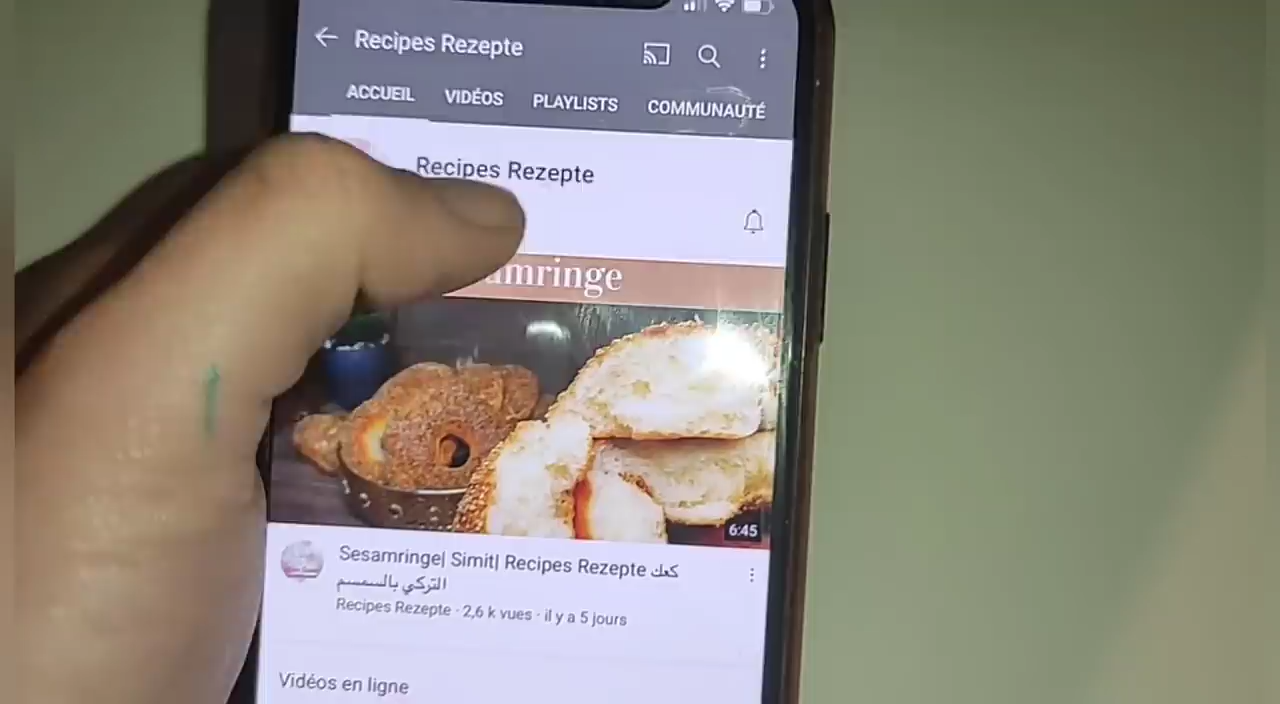 Recipes Rezepte
ACCUEIL VIDÉOS PLAYLISTS COMMUNAUTÉ
Recipes Rezepte
amringe
6:45
Sesamringe| Simit| Recipes Rezepte كعك
التركي بالسمسم
Recipes Rezepte · 2,6 k vues · il y a 5 jours
Vidéos en ligne